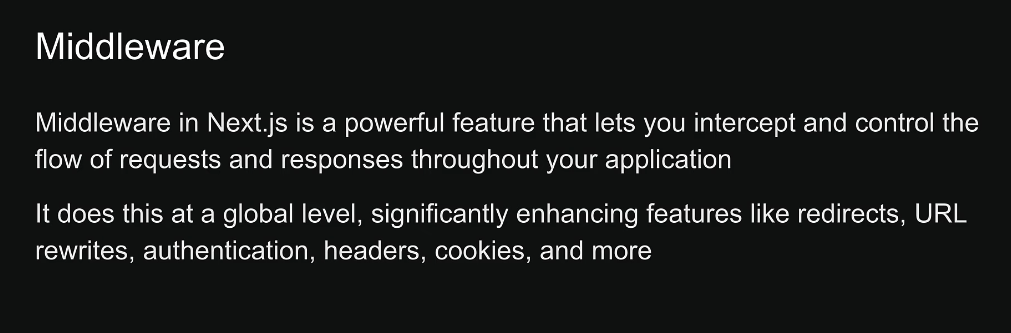 Middleware
Middleware in Next.js is a powerful feature that lets you intercept and control the
flow of requests and responses throughout your application
It does this at a global level, significantly enhancing features like redirects, URL
rewrites, authentication, headers, cookies, and more